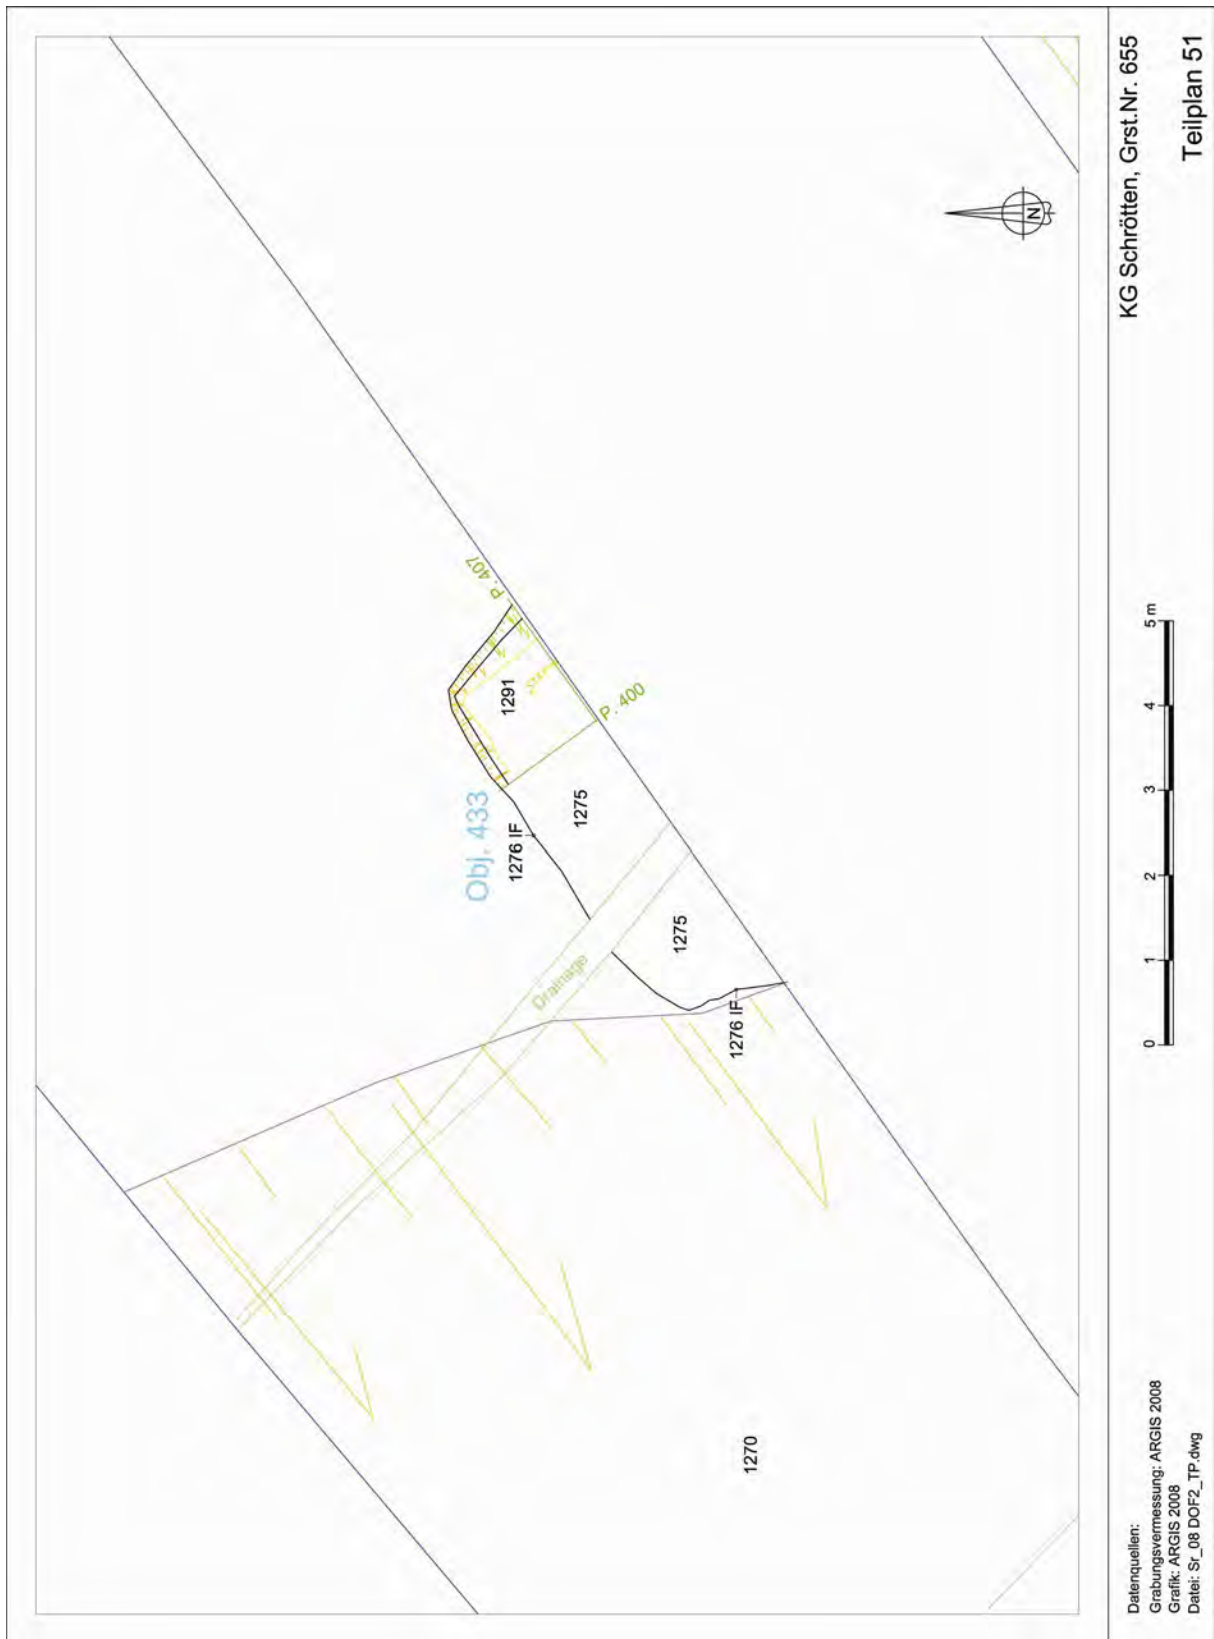 KG Schrötten, Grst.Nr. 655
Teilplan 51
N
P. 407
1291
P. 400
Obj. 433
1276 IF
1275
1275
Drainage
1276 IF
1270
0 1 2 3 4 5 m
Datenquellen:
Grabungsvermessung: ARGIS 2008
Grafik: ARGIS 2008
Datei: Sr_08 DOF2_TP.dwg